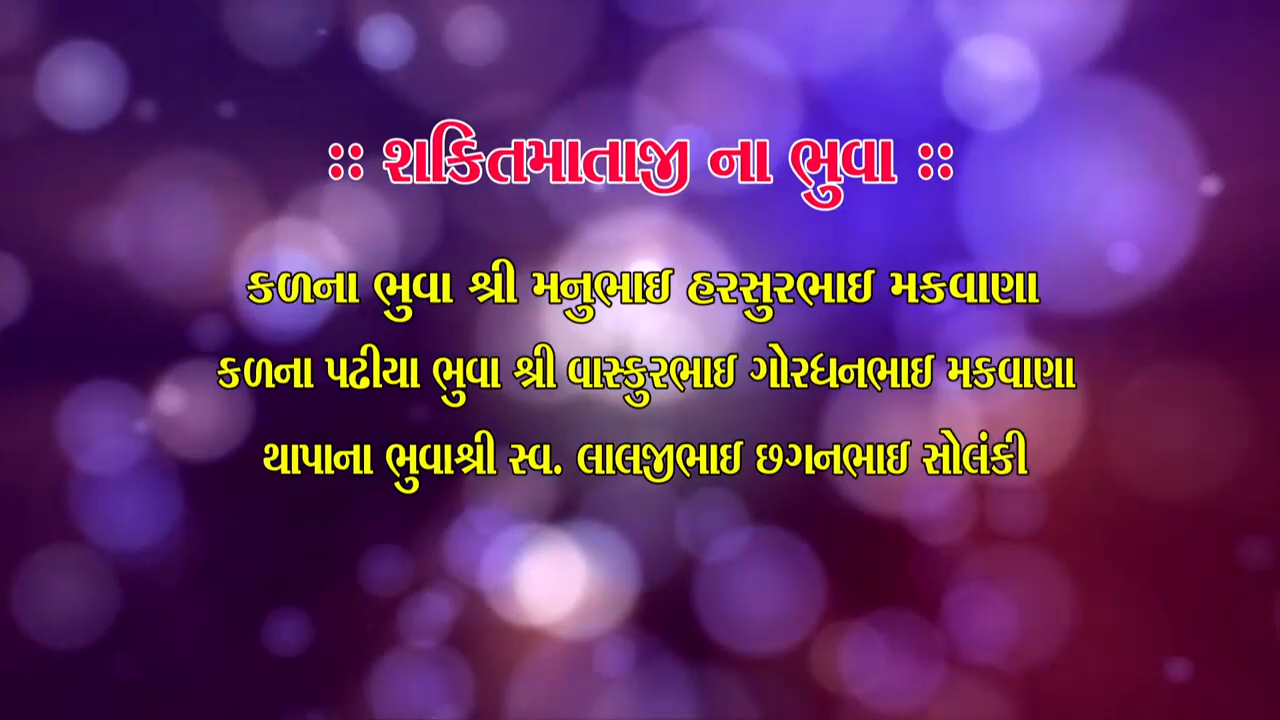 :: શકિતમાતાજી ના ભુવા ::
કળના ભુવા શ્રી મનુભાઇ હરસુરભાઇ મકવાણા
કળના પઢીયા ભુવા શ્રી વાસ્કુરભાઇ ગોરધનભાઇ મકવાણા
થાપાના ભુવાશ્રી સ્વ. લાલજીભાઇ છગનભાઇ સોલંકી